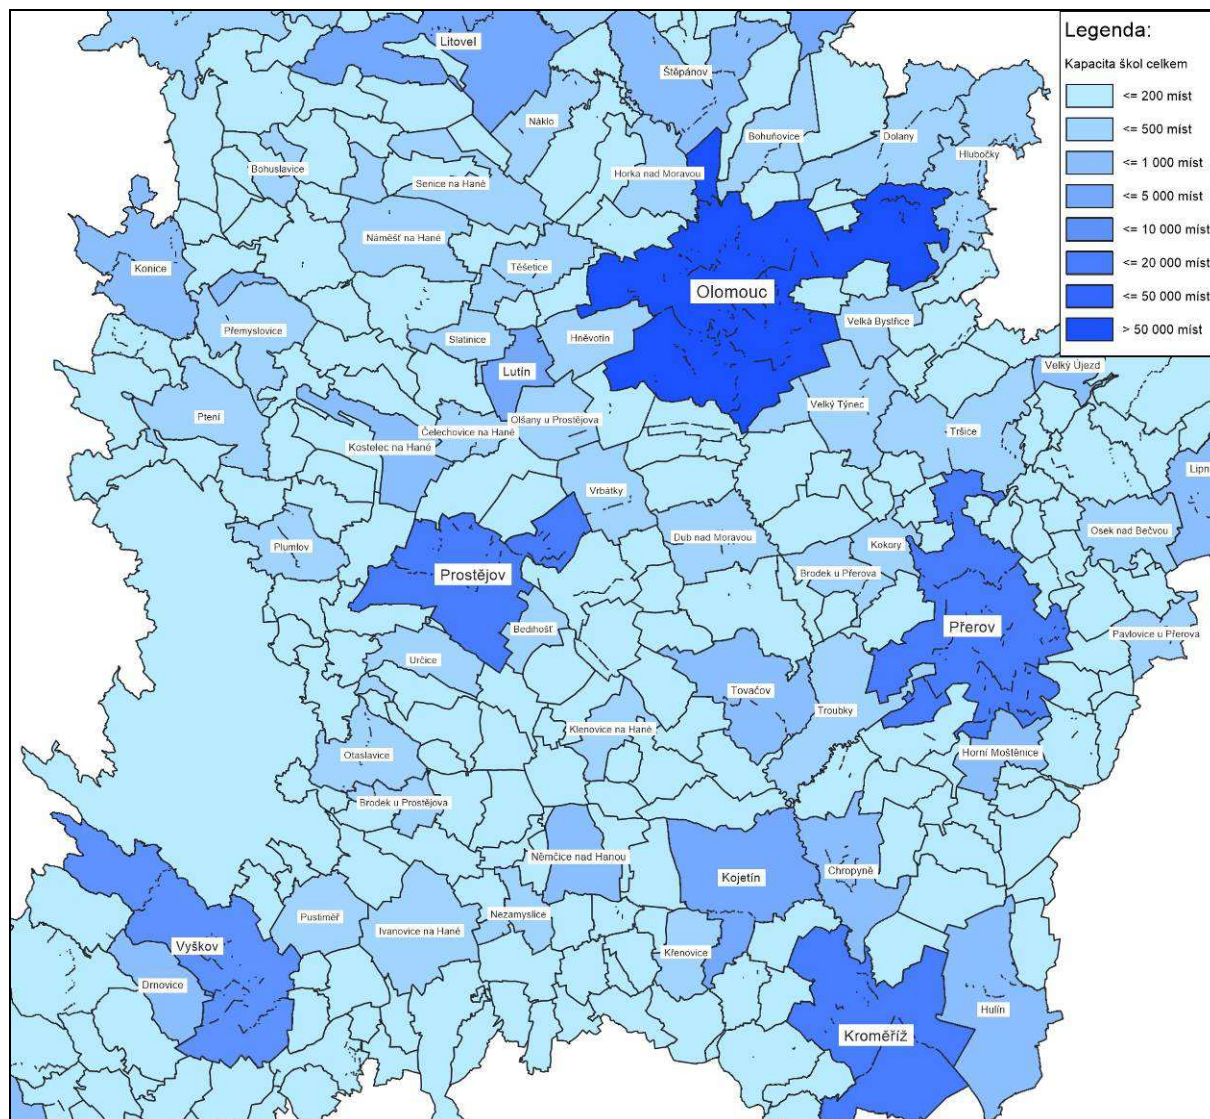 Legenda:
Kapacita škol celkem
<= 200 míst
<= 500 míst
<= 1 000 míst
<= 5 000 míst
<= 10 000 míst
<= 20 000 míst
<= 50 000 míst
> 50 000 míst
Litovel
Štěpánov
Náklo
Bohuňovice
Dolany
Hlubočky
Bohuslavice
Senice na Hané
Horka nad Moravou
Náměšť na Hané
Těšetice
Konice
Olomouc
Přemyslovice
Slatinice
Hněvotín
Velká Bystřice
Lutín
Velký Újezd
Ptení
Olšany u Prostějova
Velký Týnec
Čelechovice na Hané
Tršice
Kostelec na Hané
Lipn
Vrbátky
Plumlov
Dub nad Moravou
Osek nad Bečvou
Kokory
Prostějov
Brodek u Přerova
Bedihošť
Přerov
Pavlovice u Přerova
Určice
Tovačov
Troubky
Klenovice na Hané
Otaslavice
Horní Moštěnice
Brodek u Prostějova
Němčice nad Hanou
Kojetín
Chropyně
Pustiměř
Nezamyslice
Ivanovice na Hané
Vyškov
Křenovice
Drnovice
Hulín
Kroměříž